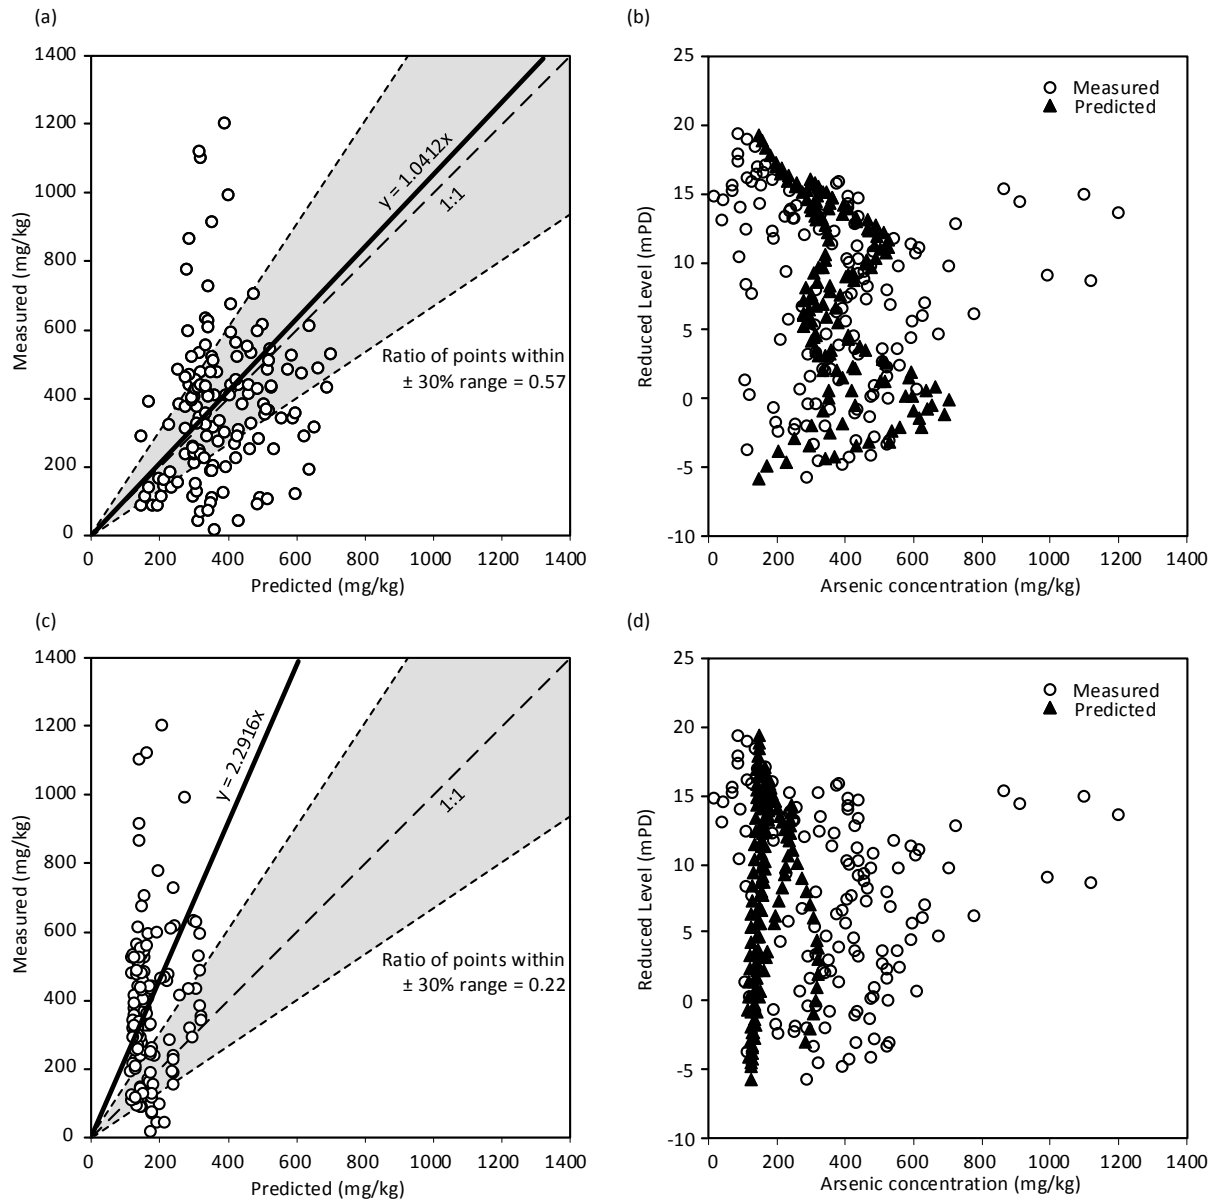 (a)
1400
1200
1000
800
600
400
200
0
Measured (mg/kg)
y = 1.0412x
1:1
Ratio of points within
± 30% range = 0.57
0 200 400 600 800 1000 1200 1400
Predicted (mg/kg)
(b)
25
20
15
10
5
0
-5
-10
Reduced Level (mPD)
Measured
Predicted
0 200 400 600 800 1000 1200 1400
Arsenic concentration (mg/kg)
(c)
1400
1200
1000
800
600
400
200
0
Measured (mg/kg)
y = 2.2916x
1:1
Ratio of points within
± 30% range = 0.22
0 200 400 600 800 1000 1200 1400
Predicted (mg/kg)
(d)
25
20
15
10
5
0
-5
-10
Reduced Level (mPD)
Measured
Predicted
0 200 400 600 800 1000 1200 1400
Arsenic concentration (mg/kg)